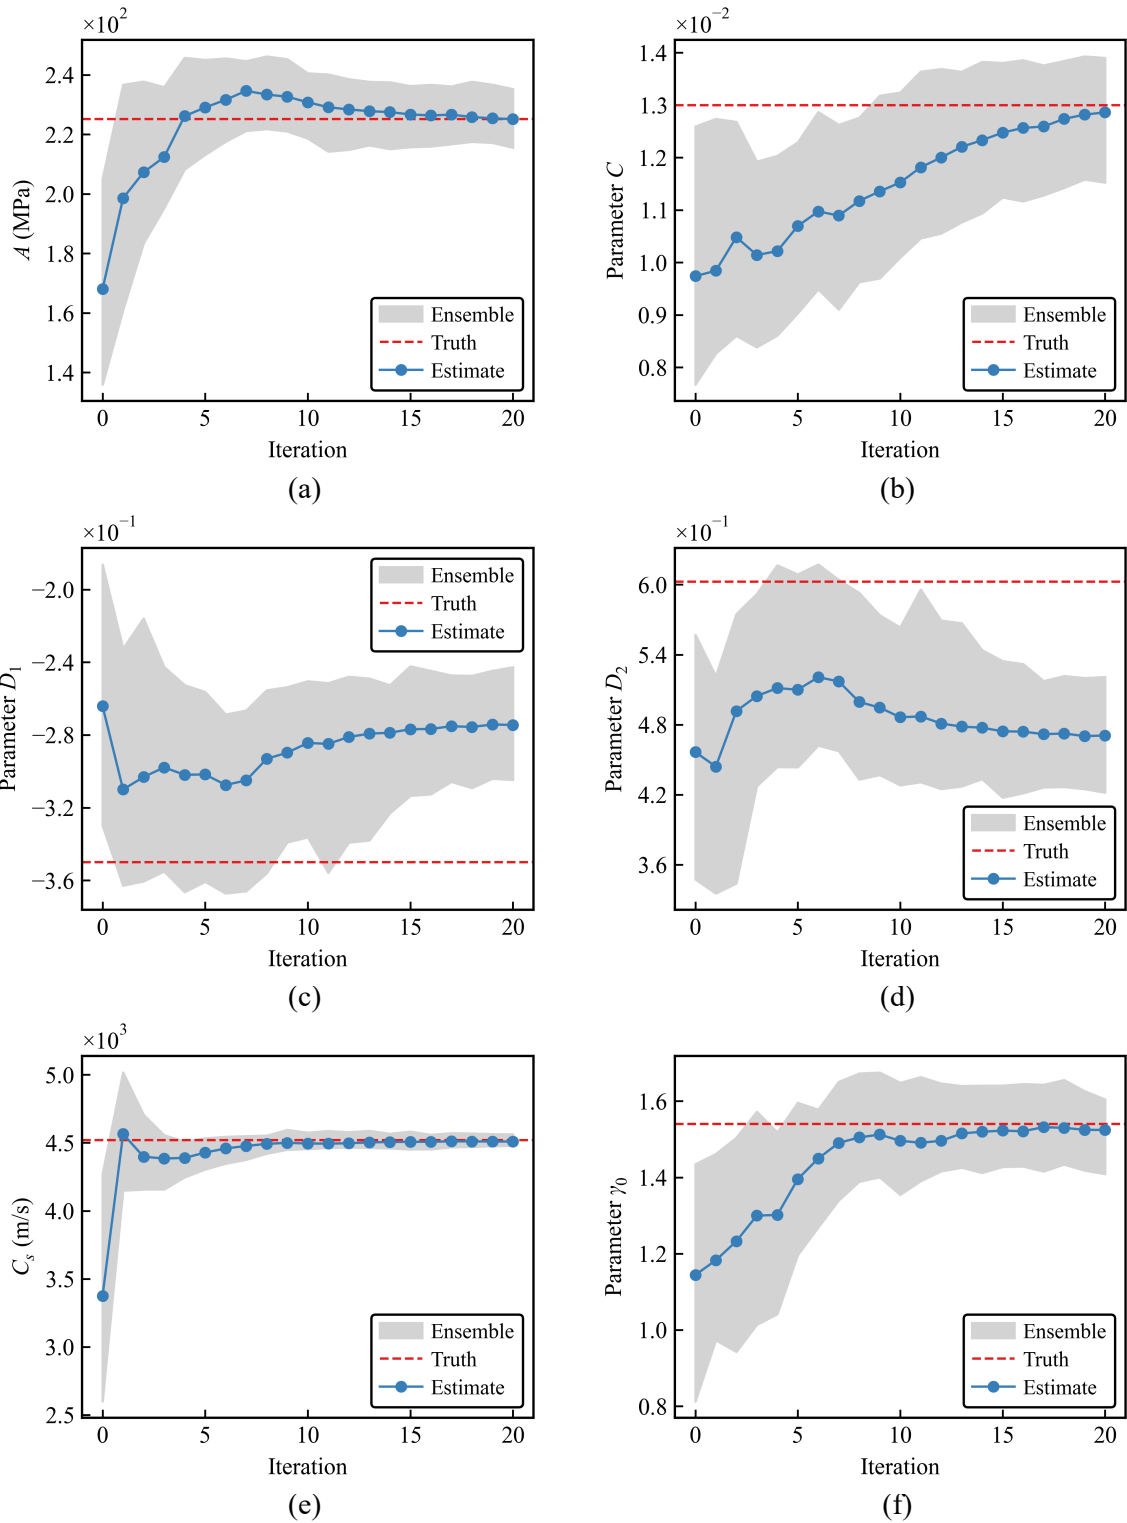 ×10²
2.4
2.2
2.0
1.8
1.6
1.4
A (MPa)
Ensemble
Truth
Estimate
0 5 10 15 20
Iteration
(a)
×10⁻²
1.4
1.3
1.2
1.1
1.0
0.9
0.8
Parameter C
Ensemble
Truth
Estimate
0 5 10 15 20
Iteration
(b)
×10⁻¹
−2.0
−2.4
−2.8
−3.2
−3.6
Parameter D₁
Ensemble
Truth
Estimate
0 5 10 15 20
Iteration
(c)
×10⁻¹
6.0
5.4
4.8
4.2
3.6
Parameter D₂
Ensemble
Truth
Estimate
0 5 10 15 20
Iteration
(d)
×10³
5.0
4.5
4.0
3.5
3.0
2.5
Cₛ (m/s)
Ensemble
Truth
Estimate
0 5 10 15 20
Iteration
(e)
1.6
1.4
1.2
1.0
0.8
Parameter γ₀
Ensemble
Truth
Estimate
0 5 10 15 20
Iteration
(f)